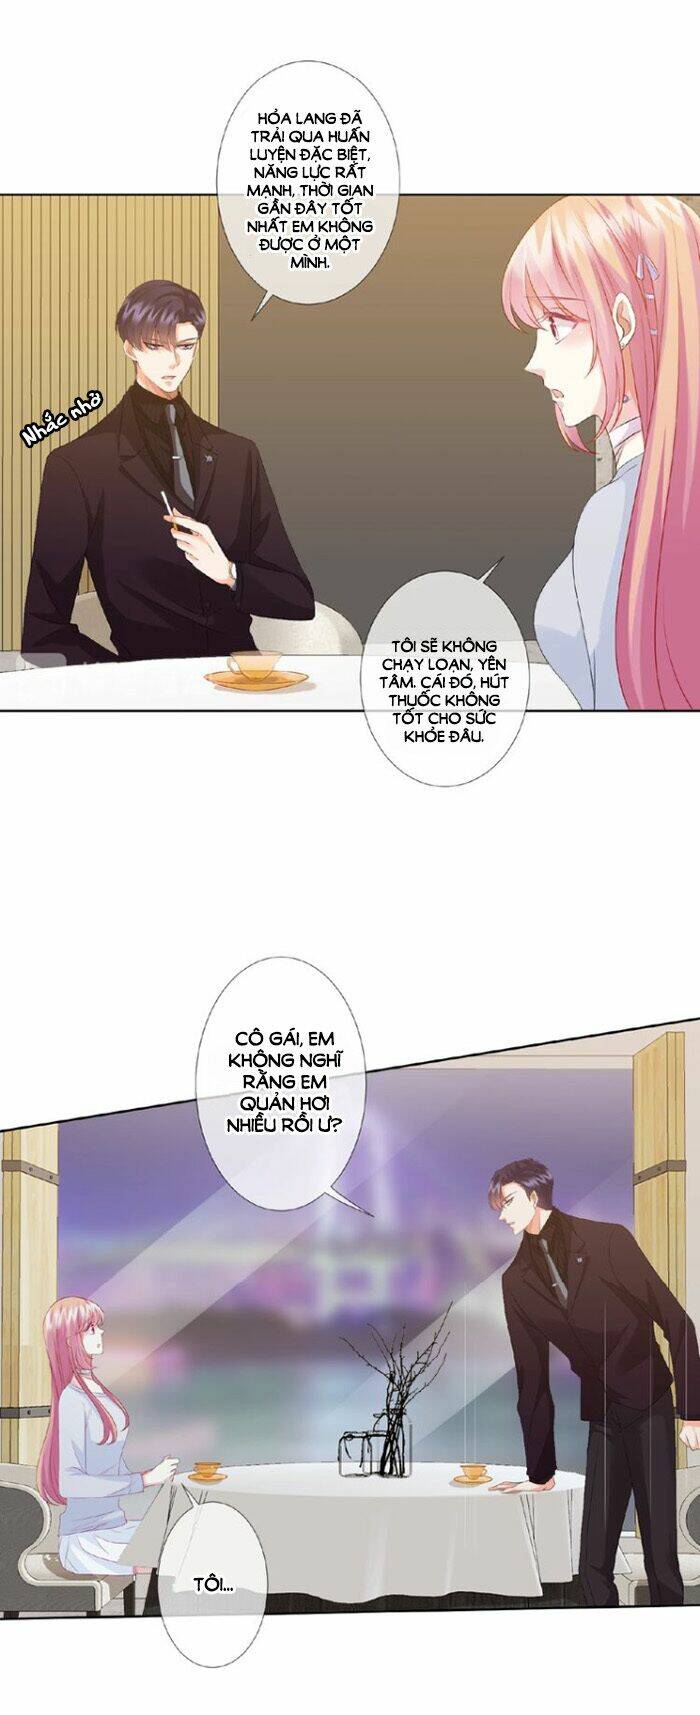 HỎA LANG ĐÃ
TRẢI QUA HUẤN
LUYỆN ĐẶC BIỆT,
NĂNG LỰC RẤT
MẠNH, THỜI GIAN
GẦN ĐÂY TỐT
NHẤT EM KHÔNG
ĐƯỢC Ở MỘT
MÌNH.
Nhắc nhở
TÔI SẼ KHÔNG
CHẠY LOẠN, YÊN
TÂM. CÁI ĐÓ, HÚT
THUỐC KHÔNG
TỐT CHO SỨC
KHỎE ĐÂU.
CÔ GÁI, EM
KHÔNG NGHĨ
RẰNG EM
QUẢN HƠI
NHIỀU RỒI Ư?
TÔI...